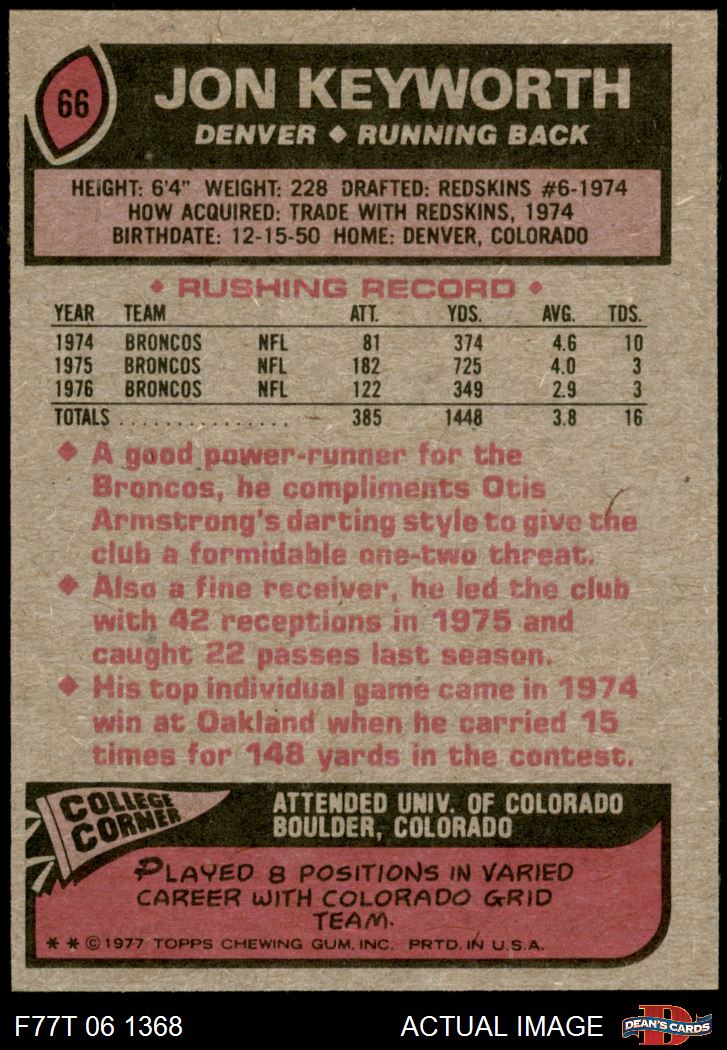 66
JON KEYWORTH
DENVER ◆ RUNNING BACK
HEIGHT: 6'4" WEIGHT: 228 DRAFTED: REDSKINS #6-1974
HOW ACQUIRED: TRADE WITH REDSKINS, 1974
BIRTHDATE: 12-15-50 HOME: DENVER, COLORADO
◆ RUSHING RECORD ◆
YEAR TEAM ATT. YDS. AVG. TDS.
1974 BRONCOS NFL 81 374 4.6 10
1975 BRONCOS NFL 182 725 4.0 3
1976 BRONCOS NFL 122 349 2.9 3
TOTALS . . . . . . . . . . . . . . . 385 1448 3.8 16
◆ A good power-runner for the
Broncos, he compliments Otis
Armstrong's darting style to give the
club a formidable one-two threat.
◆ Also a fine receiver, he led the club
with 42 receptions in 1975 and
caught 22 passes last season.
◆ His top individual game came in 1974
win at Oakland when he carried 15
times for 148 yards in the contest.
COLLEGE
CORNER
ATTENDED UNIV. OF COLORADO
BOULDER, COLORADO
PLAYED 8 POSITIONS IN VARIED
CAREER WITH COLORADO GRID
TEAM.
* * © 1977 TOPPS CHEWING GUM, INC. PRTD. IN U.S.A.
F77T 06 1368 ACTUAL IMAGE
D
DEAN'S CARDS